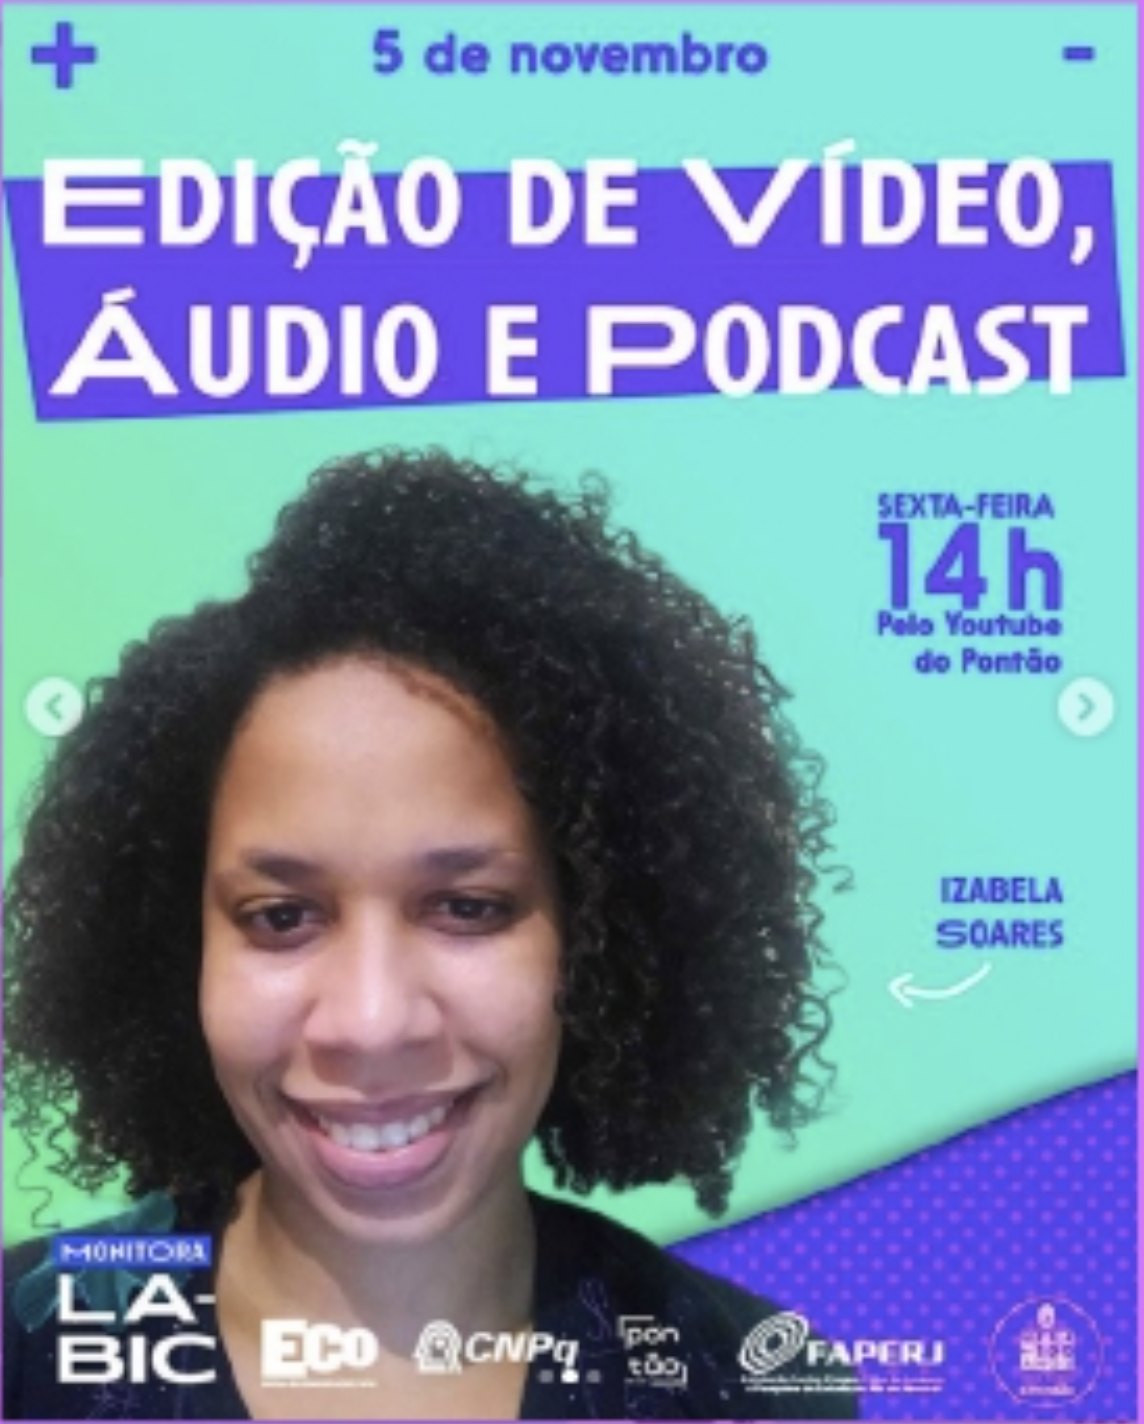 + 5 de novembro -
EDIÇÃO DE VÍDEO,
ÁUDIO E PODCAST
SEXTA-FEIRA
14h
Pelo Youtube
do Pontão
IZABELA
SOARES
MONITORA
LA-
BIC
ECO
CNPq
pon
tão
FAPERJ